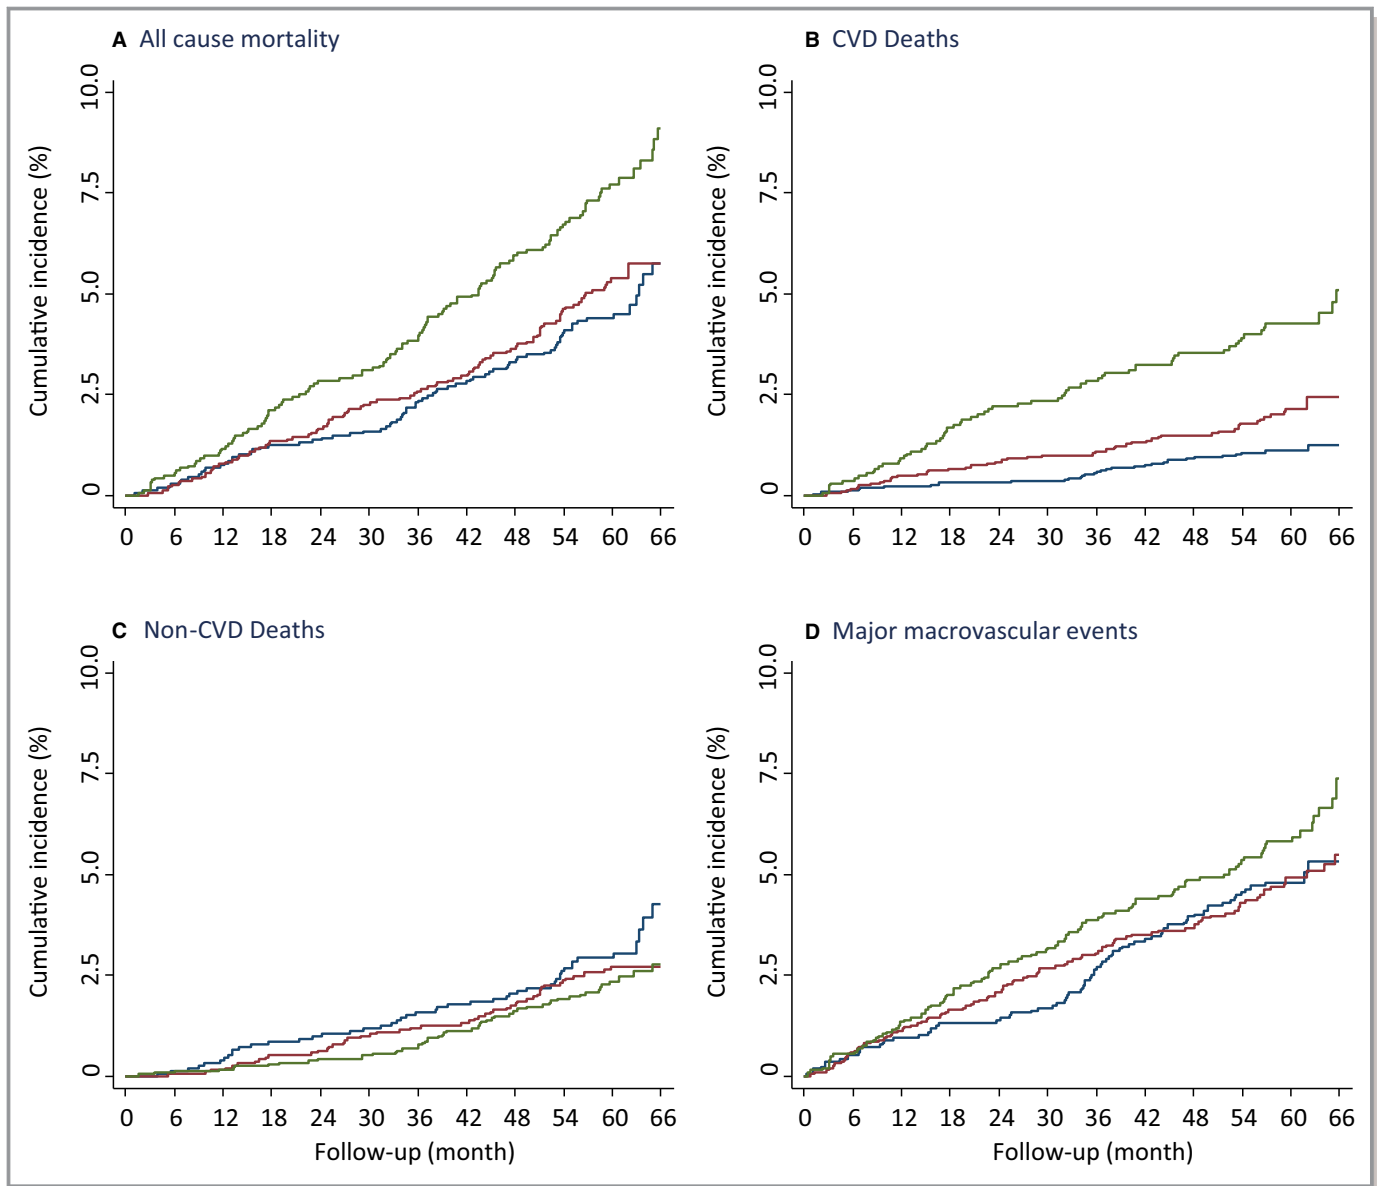 A All cause mortality
Cumulative incidence (%)
10.0
7.5
5.0
2.5
0
0 6 12 18 24 30 36 42 48 54 60 66
B CVD Deaths
Cumulative incidence (%)
10.0
7.5
5.0
2.5
0
0 6 12 18 24 30 36 42 48 54 60 66
C Non-CVD Deaths
Cumulative incidence (%)
10.0
7.5
5.0
2.5
0
0 6 12 18 24 30 36 42 48 54 60 66
Follow-up (month)
D Major macrovascular events
Cumulative incidence (%)
10.0
7.5
5.0
2.5
0
0 6 12 18 24 30 36 42 48 54 60 66
Follow-up (month)